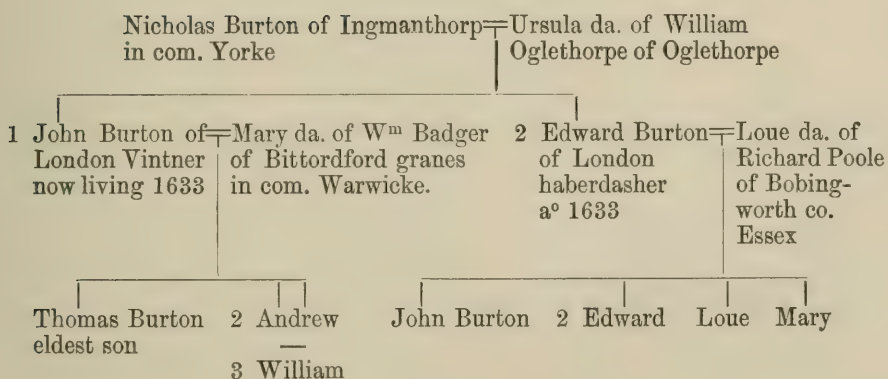 Nicholas Burton of Ingmanthorp
in com. Yorke
Ursula da. of William
Oglethorpe of Oglethorpe
1 John Burton of
London Vintner
now living 1633
Mary da. of Wᵐ Badger
of Bittordford granes
in com. Warwicke.
2 Edward Burton
of London
haberdasher
aᵒ 1633
Loue da. of
Richard Poole
of Bobing-
worth co.
Essex
Thomas Burton
eldest son
2 Andrew
—
3 William
John Burton
2 Edward
Loue
Mary